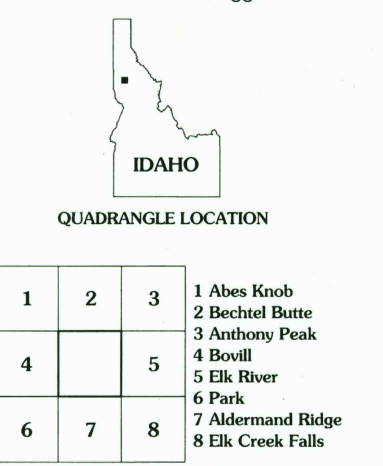 IDAHO
QUADRANGLE LOCATION
1 2 3
4 5
6 7 8
1 Abes Knob
2 Bechtel Butte
3 Anthony Peak
4 Bovill
5 Elk River
6 Park
7 Aldermand Ridge
8 Elk Creek Falls